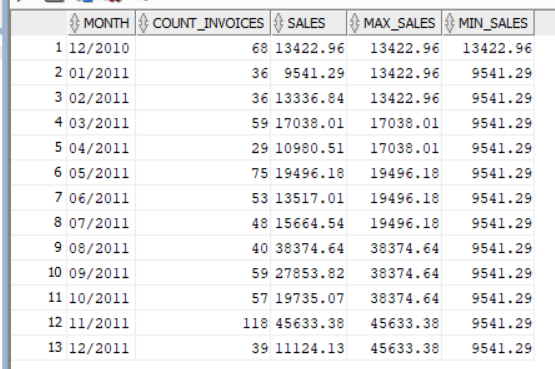 MONTH COUNT_INVOICES SALES MAX_SALES MIN_SALES
1 12/2010 68 13422.96 13422.96 13422.96
2 01/2011 36 9541.29 13422.96 9541.29
3 02/2011 36 13336.84 13422.96 9541.29
4 03/2011 59 17038.01 17038.01 9541.29
5 04/2011 29 10980.51 17038.01 9541.29
6 05/2011 75 19496.18 19496.18 9541.29
7 06/2011 53 13517.01 19496.18 9541.29
8 07/2011 48 15664.54 19496.18 9541.29
9 08/2011 40 38374.64 38374.64 9541.29
10 09/2011 59 27853.82 38374.64 9541.29
11 10/2011 57 19735.07 38374.64 9541.29
12 11/2011 118 45633.38 45633.38 9541.29
13 12/2011 39 11124.13 45633.38 9541.29